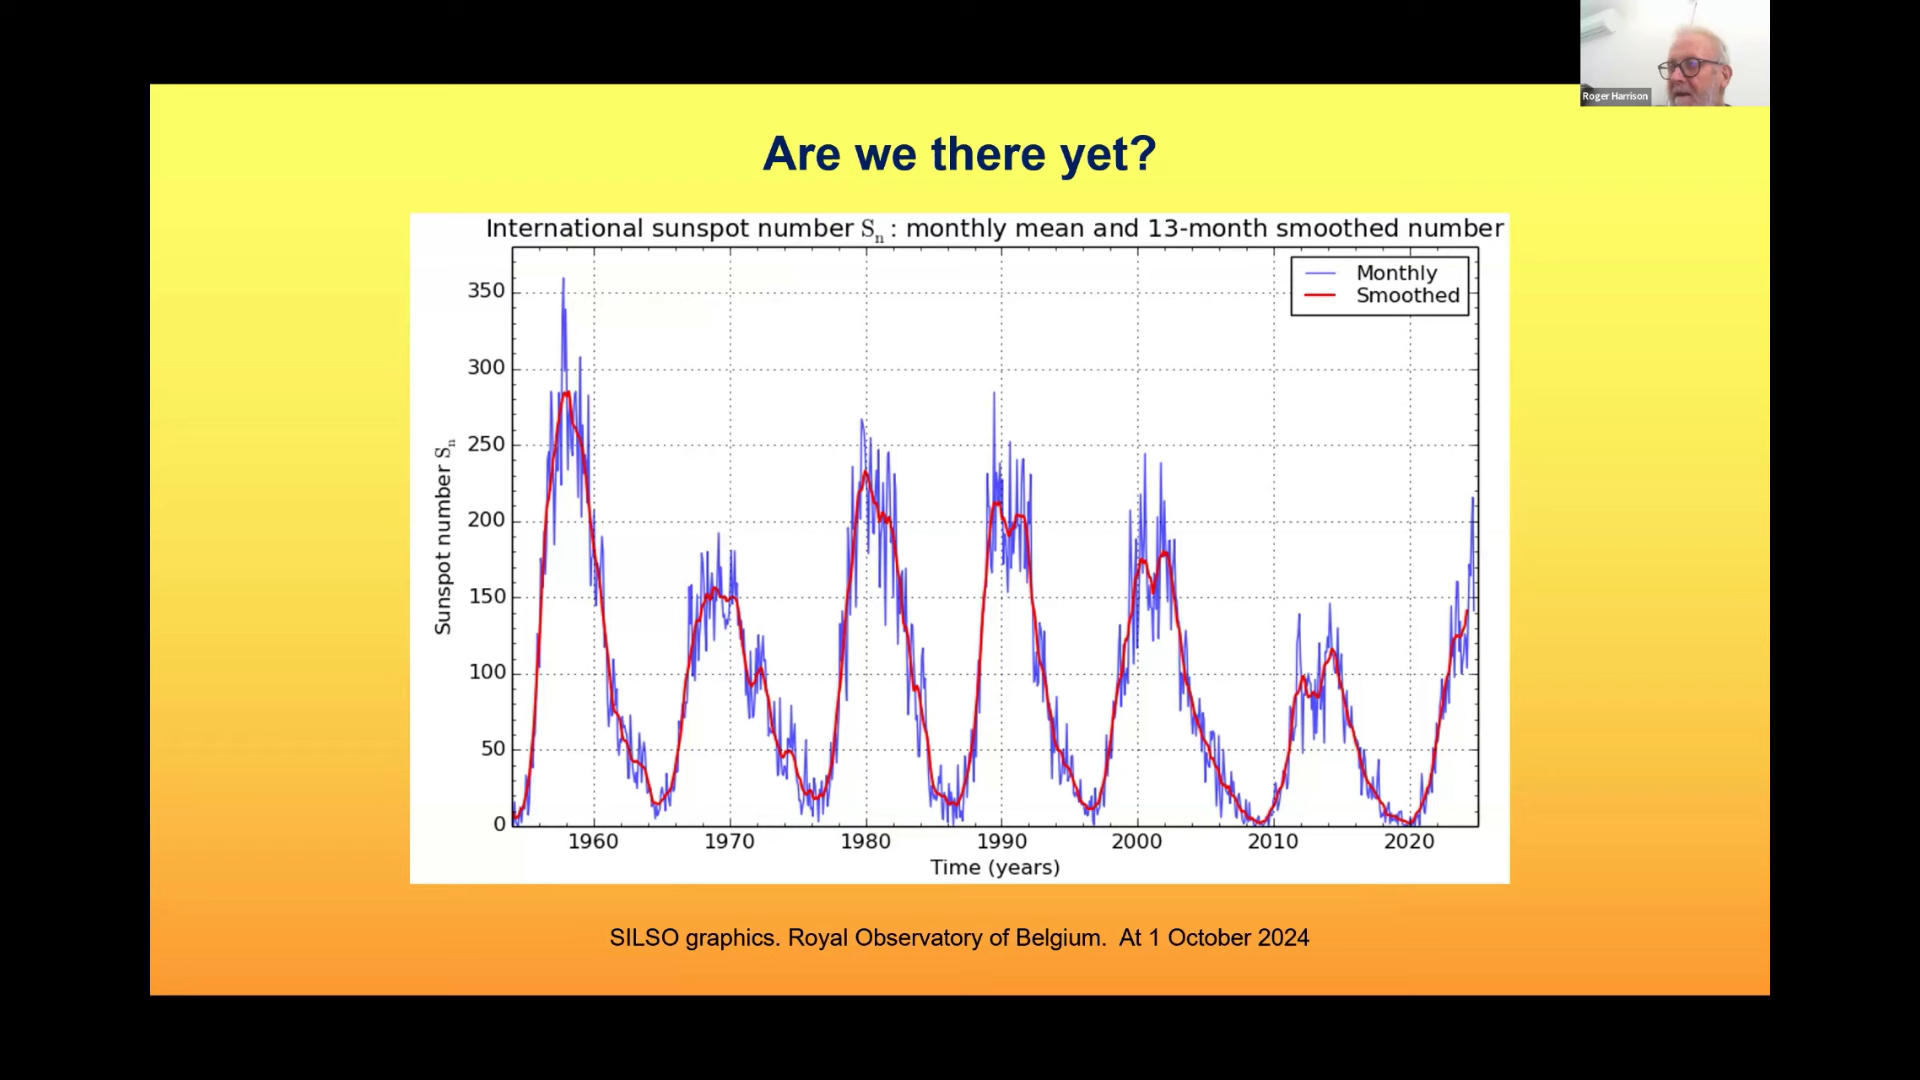 Roger Harrison
Are we there yet?
International sunspot number Sn : monthly mean and 13-month smoothed number
Monthly
Smoothed
350
300
250
200
150
100
50
0
Sunspot number Sn
1960 1970 1980 1990 2000 2010 2020
Time (years)
SILSO graphics. Royal Observatory of Belgium. At 1 October 2024